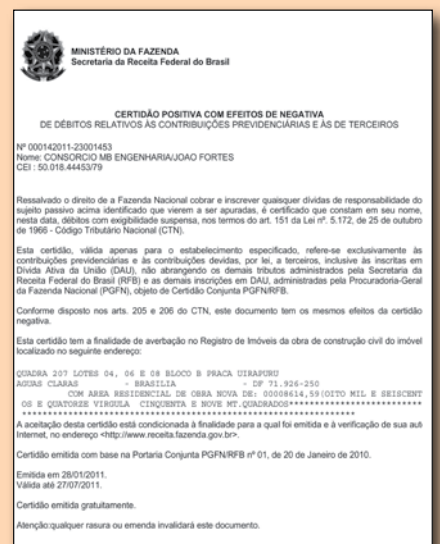 MINISTÉRIO DA FAZENDA
Secretaria da Receita Federal do Brasil
CERTIDÃO POSITIVA COM EFEITOS DE NEGATIVA
DE DÉBITOS RELATIVOS ÀS CONTRIBUIÇÕES PREVIDENCIÁRIAS E ÀS DE TERCEIROS
Nº 000142011-23001453
Nome: CONSORCIO MB ENGENHARIA/JOAO FORTES
CEI : 50.018.44453/79
Ressalvado o direito de a Fazenda Nacional cobrar e inscrever quaisquer dívidas de responsabilidade do
sujeito passivo acima identificado que vierem a ser apuradas, é certificado que constam em seu nome,
nesta data, débitos com exigibilidade suspensa, nos termos do art. 151 da Lei nº. 5.172, de 25 de outubro
de 1966 - Código Tributário Nacional (CTN).
Esta certidão, válida apenas para o estabelecimento especificado, refere-se exclusivamente às
contribuições previdenciárias e às contribuições devidas, por lei, a terceiros, inclusive às inscritas em
Dívida Ativa da União (DAU), não abrangendo os demais tributos administrados pela Secretaria da
Receita Federal do Brasil (RFB) e as demais inscrições em DAU, administradas pela Procuradoria-Geral
da Fazenda Nacional (PGFN), objeto de Certidão Conjunta PGFN/RFB.
Conforme disposto nos arts. 205 e 206 do CTN, este documento tem os mesmos efeitos da certidão
negativa.
Esta certidão tem a finalidade de averbação no Registro de Imóveis da obra de construção civil do imóvel
localizado no seguinte endereço:
QUADRA 207 LOTES 04, 06 E 08 BLOCO B PRACA UIRAPURU
AGUAS CLARAS - BRASILIA - DF 71.926-250
COM AREA RESIDENCIAL DE OBRA NOVA DE: 00008614,59(OITO MIL E SEISCENT
OS E QUATORZE VIRGULA CINQUENTA E NOVE MT.QUADRADOS**************************
*****************************************************************
A aceitação desta certidão está condicionada à finalidade para a qual foi emitida e à verificação de sua aut
Internet, no endereço <http://www.receita.fazenda.gov.br>.
Certidão emitida com base na Portaria Conjunta PGFN/RFB nº 01, de 20 de Janeiro de 2010.
Emitida em 28/01/2011.
Válida até 27/07/2011.
Certidão emitida gratuitamente.
Atenção:qualquer rasura ou emenda invalidará este documento.